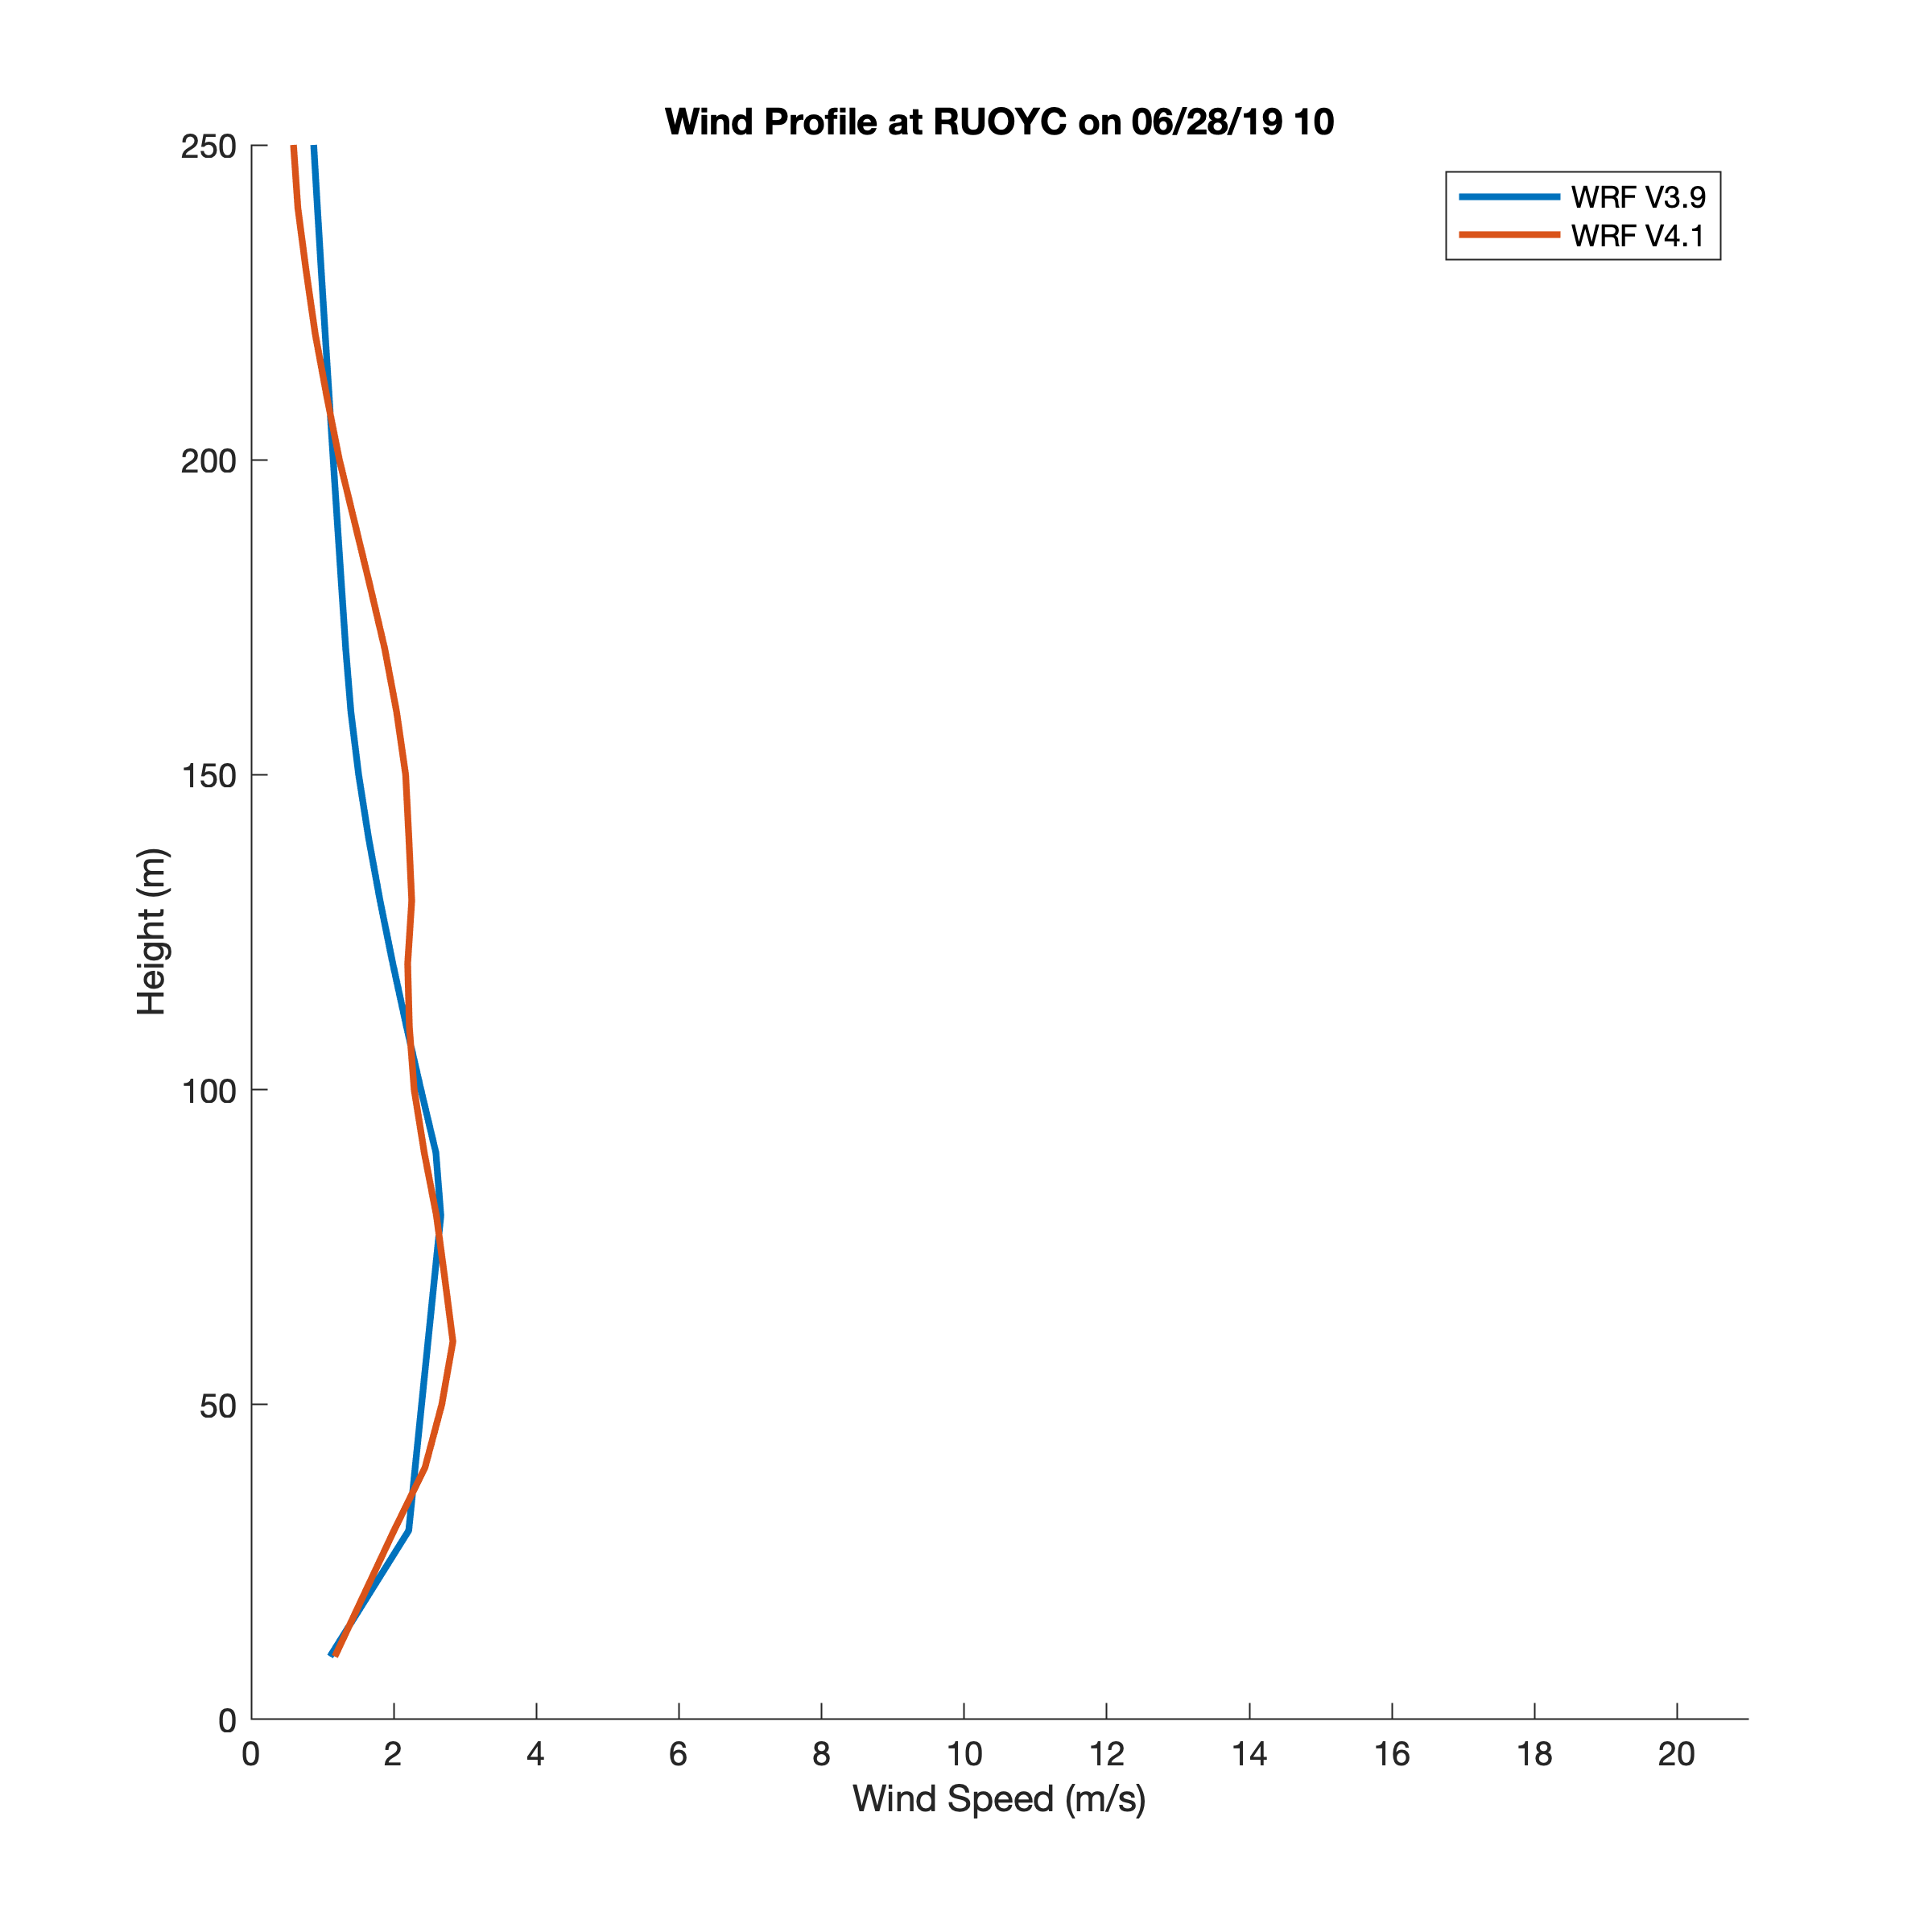 Wind Profile at RUOYC on 06/28/19 10
WRF V3.9
WRF V4.1
250
200
150
100
50
0
Height (m)
0 2 4 6 8 10 12 14 16 18 20
Wind Speed (m/s)